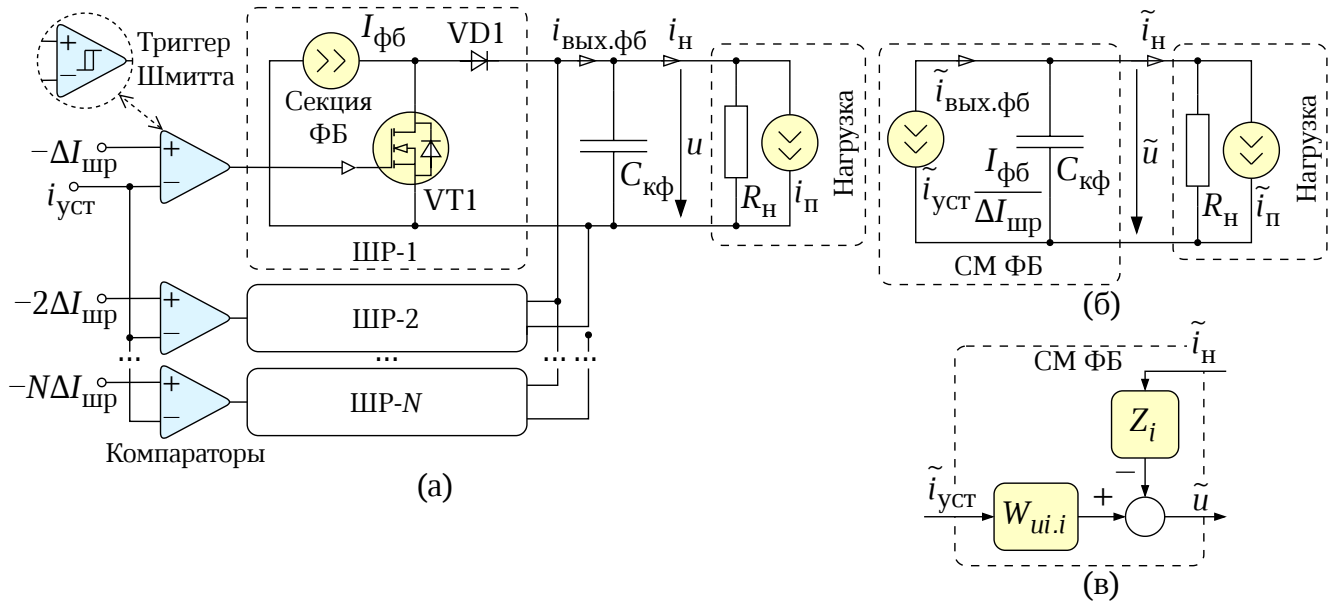 Триггер
Шмитта
+
−
−ΔIшр
iуст
+
−
Iфб
VD1
Секция
ФБ
VT1
ШР-1
iвых.фб
iн
Cкф
u
Rн
iп
Нагрузка
−2ΔIшр
+
−
ШР-2
...
...
...
−NΔIшр
+
−
ШР-N
Компараторы
(а)
ĩвых.фб
ĩн
ĩуст Iфб/ΔIшр
Cкф
ũ
Rн
ĩп
Нагрузка
СМ ФБ
(б)
СМ ФБ
ĩн
Zi
−
ĩуст
Wui.i
+
ũ
(в)